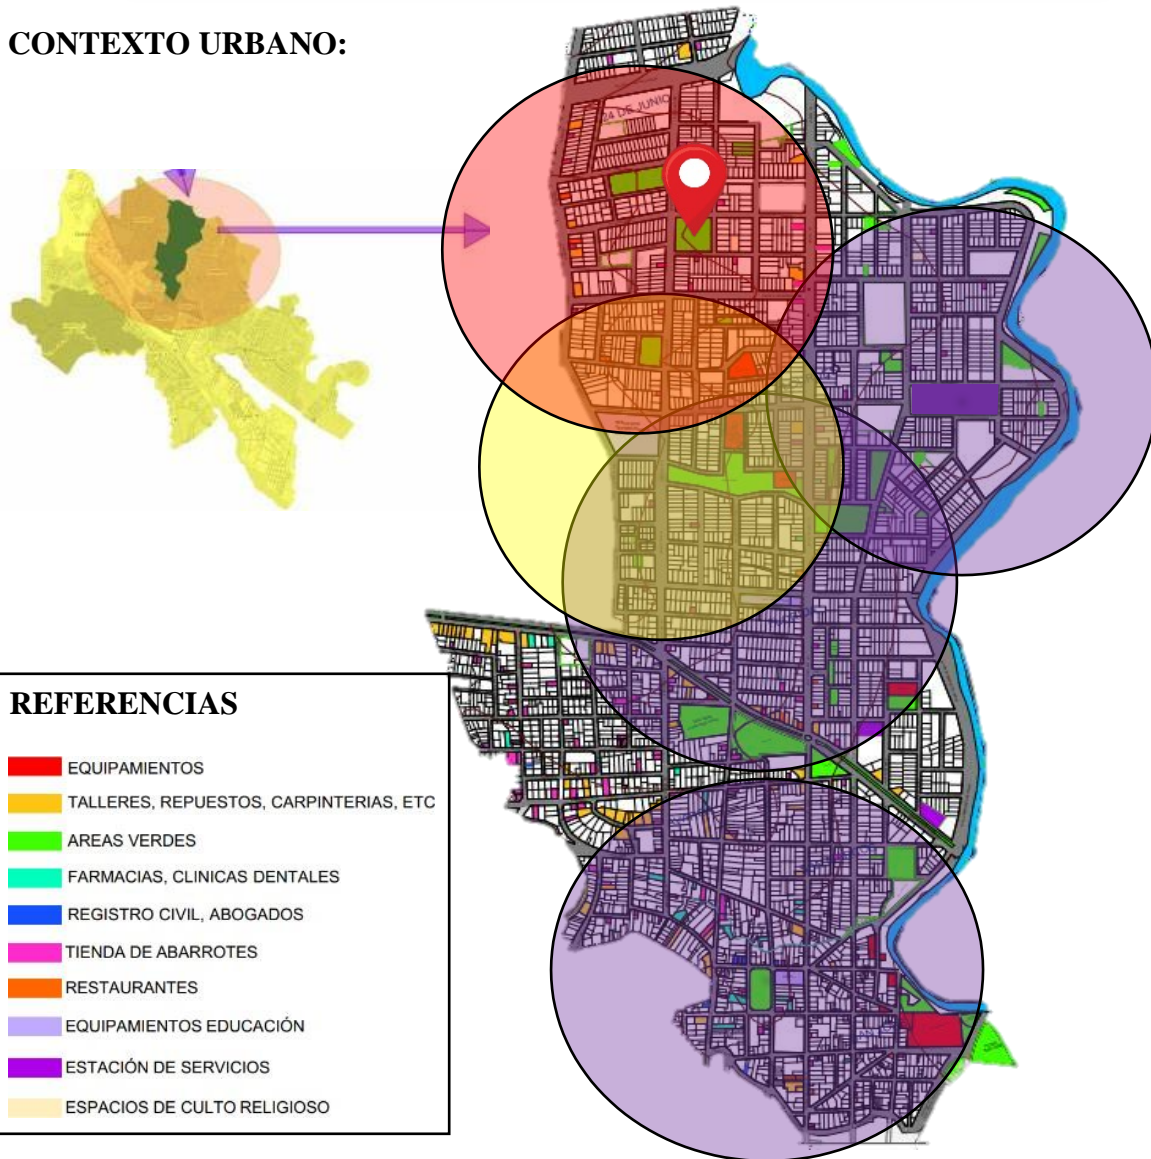 CONTEXTO URBANO:
24 DE JUNIO
REFERENCIAS
EQUIPAMIENTOS
TALLERES, REPUESTOS, CARPINTERIAS, ETC
AREAS VERDES
FARMACIAS, CLINICAS DENTALES
REGISTRO CIVIL, ABOGADOS
TIENDA DE ABARROTES
RESTAURANTES
EQUIPAMIENTOS EDUCACIÓN
ESTACIÓN DE SERVICIOS
ESPACIOS DE CULTO RELIGIOSO